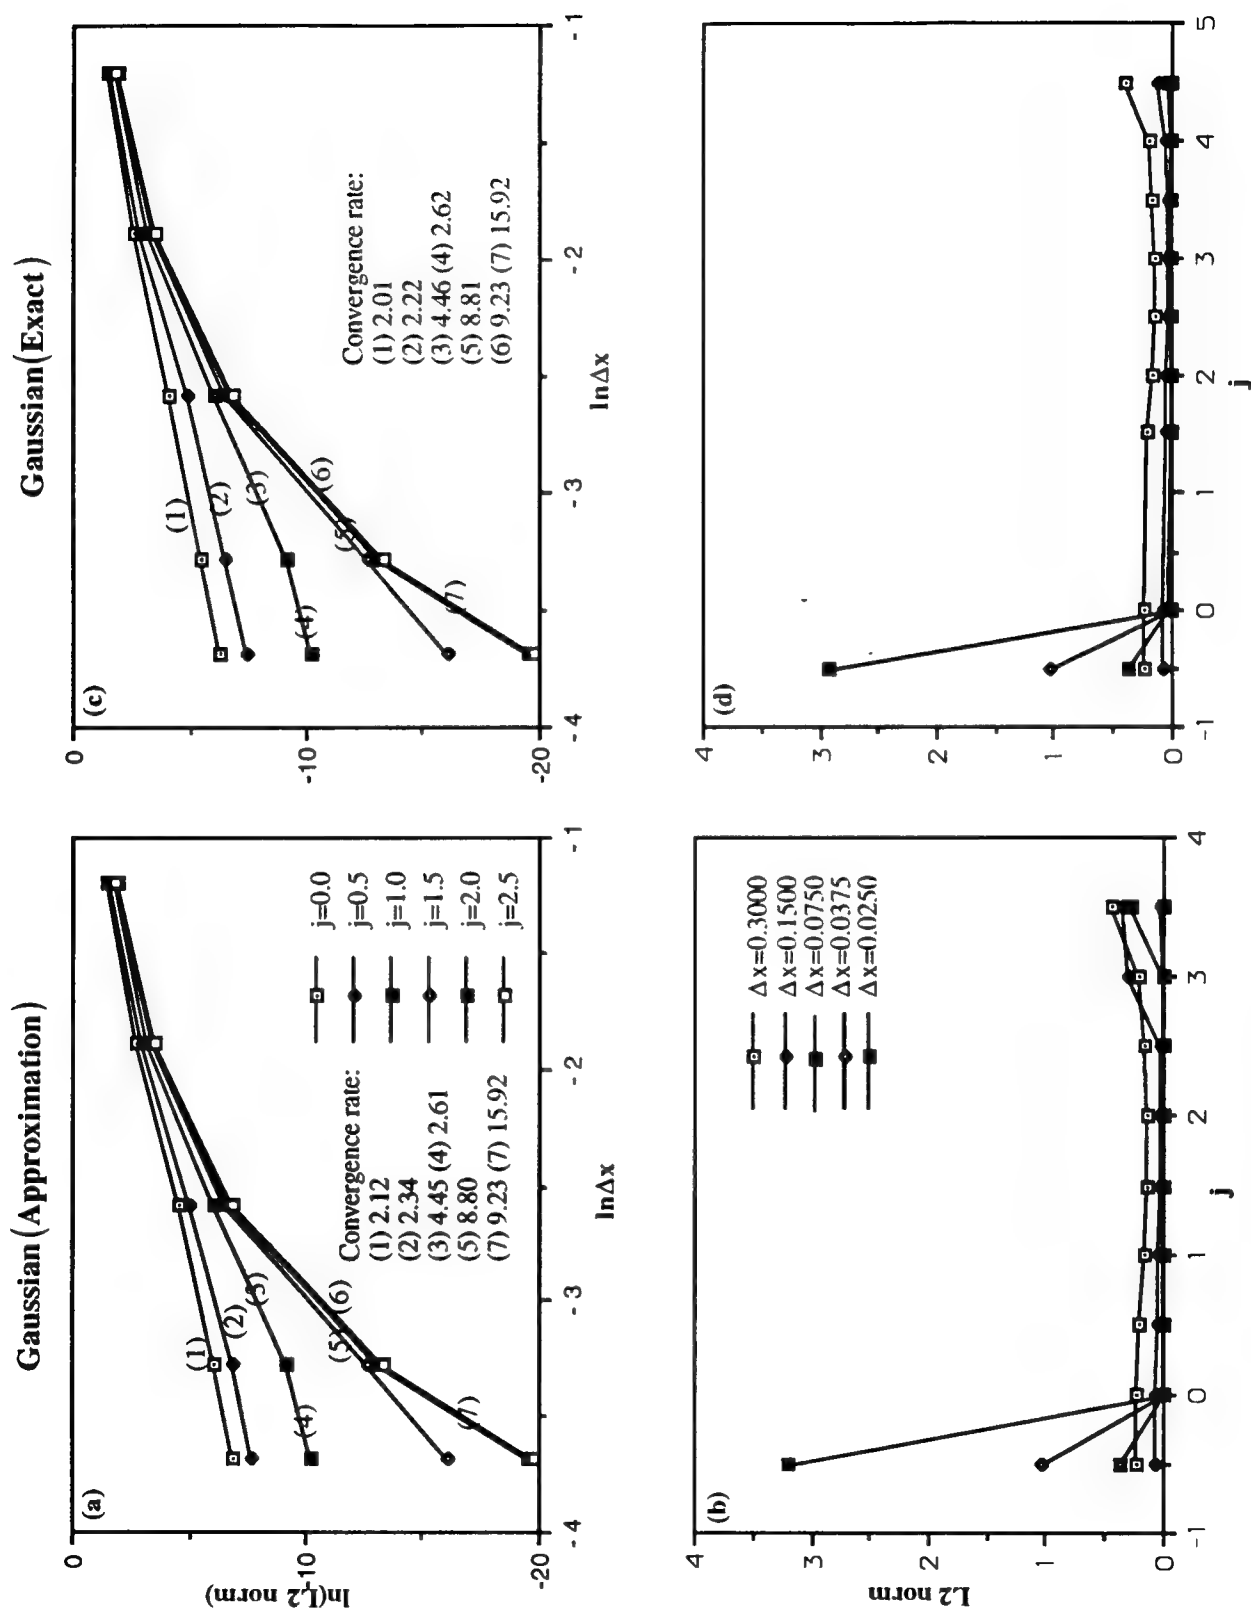 Gaussian (Approximation)
(a)
0
-10
-20
ln(L2 norm)
-4
-3
-2
-1
lnΔx
(1)
(2)
(3)
(4)
(5)
(6)
(7)
Convergence rate:
(1) 2.12
(2) 2.34
(3) 4.45 (4) 2.61
(5) 8.80
(7) 9.23 (7) 15.92
j=0.0
j=0.5
j=1.0
j=1.5
j=2.0
j=2.5
Gaussian (Exact)
(c)
0
-10
-20
-4
-3
-2
-1
lnΔx
(1)
(2)
(3)
(4)
(5)
(6)
(7)
Convergence rate:
(1) 2.01
(2) 2.22
(3) 4.46 (4) 2.62
(5) 8.81
(6) 9.23 (7) 15.92
(b)
4
3
2
1
0
L2 norm
-1
0
1
2
3
4
j
Δx=0.3000
Δx=0.1500
Δx=0.0750
Δx=0.0375
Δx=0.0250
(d)
4
3
2
1
0
-1
0
1
2
3
4
5
j